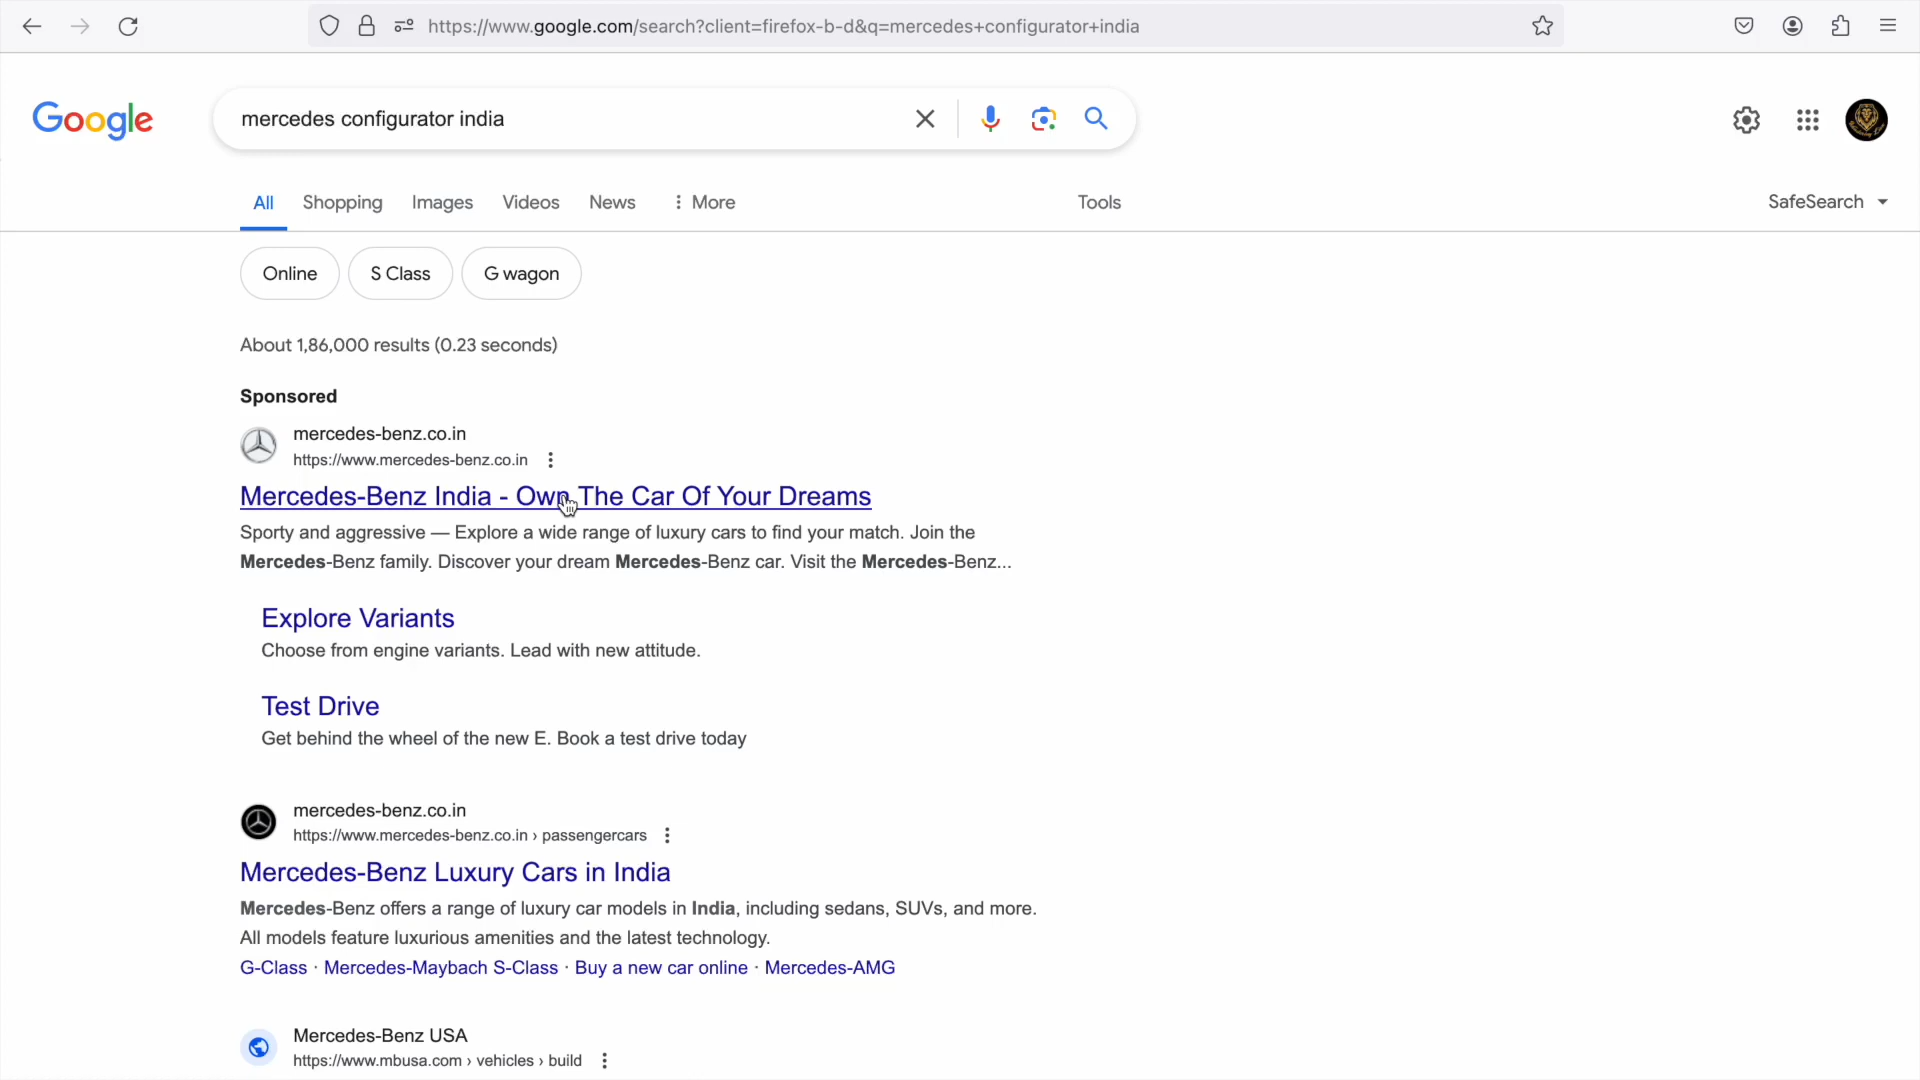 https://www.google.com/search?client=firefox-b-d&q=mercedes+configurator+india
Google
mercedes configurator india
All
Shopping
Images
Videos
News
More
Tools
SafeSearch
Online
S Class
G wagon
About 1,86,000 results (0.23 seconds)
Sponsored
mercedes-benz.co.in
https://www.mercedes-benz.co.in
Mercedes-Benz India - Own The Car Of Your Dreams
Sporty and aggressive — Explore a wide range of luxury cars to find your match. Join the
Mercedes-Benz family. Discover your dream Mercedes-Benz car. Visit the Mercedes-Benz...
Explore Variants
Choose from engine variants. Lead with new attitude.
Test Drive
Get behind the wheel of the new E. Book a test drive today
mercedes-benz.co.in
https://www.mercedes-benz.co.in › passengercars
Mercedes-Benz Luxury Cars in India
Mercedes-Benz offers a range of luxury car models in India, including sedans, SUVs, and more.
All models feature luxurious amenities and the latest technology.
G-Class · Mercedes-Maybach S-Class · Buy a new car online · Mercedes-AMG
Mercedes-Benz USA
https://www.mbusa.com › vehicles › build